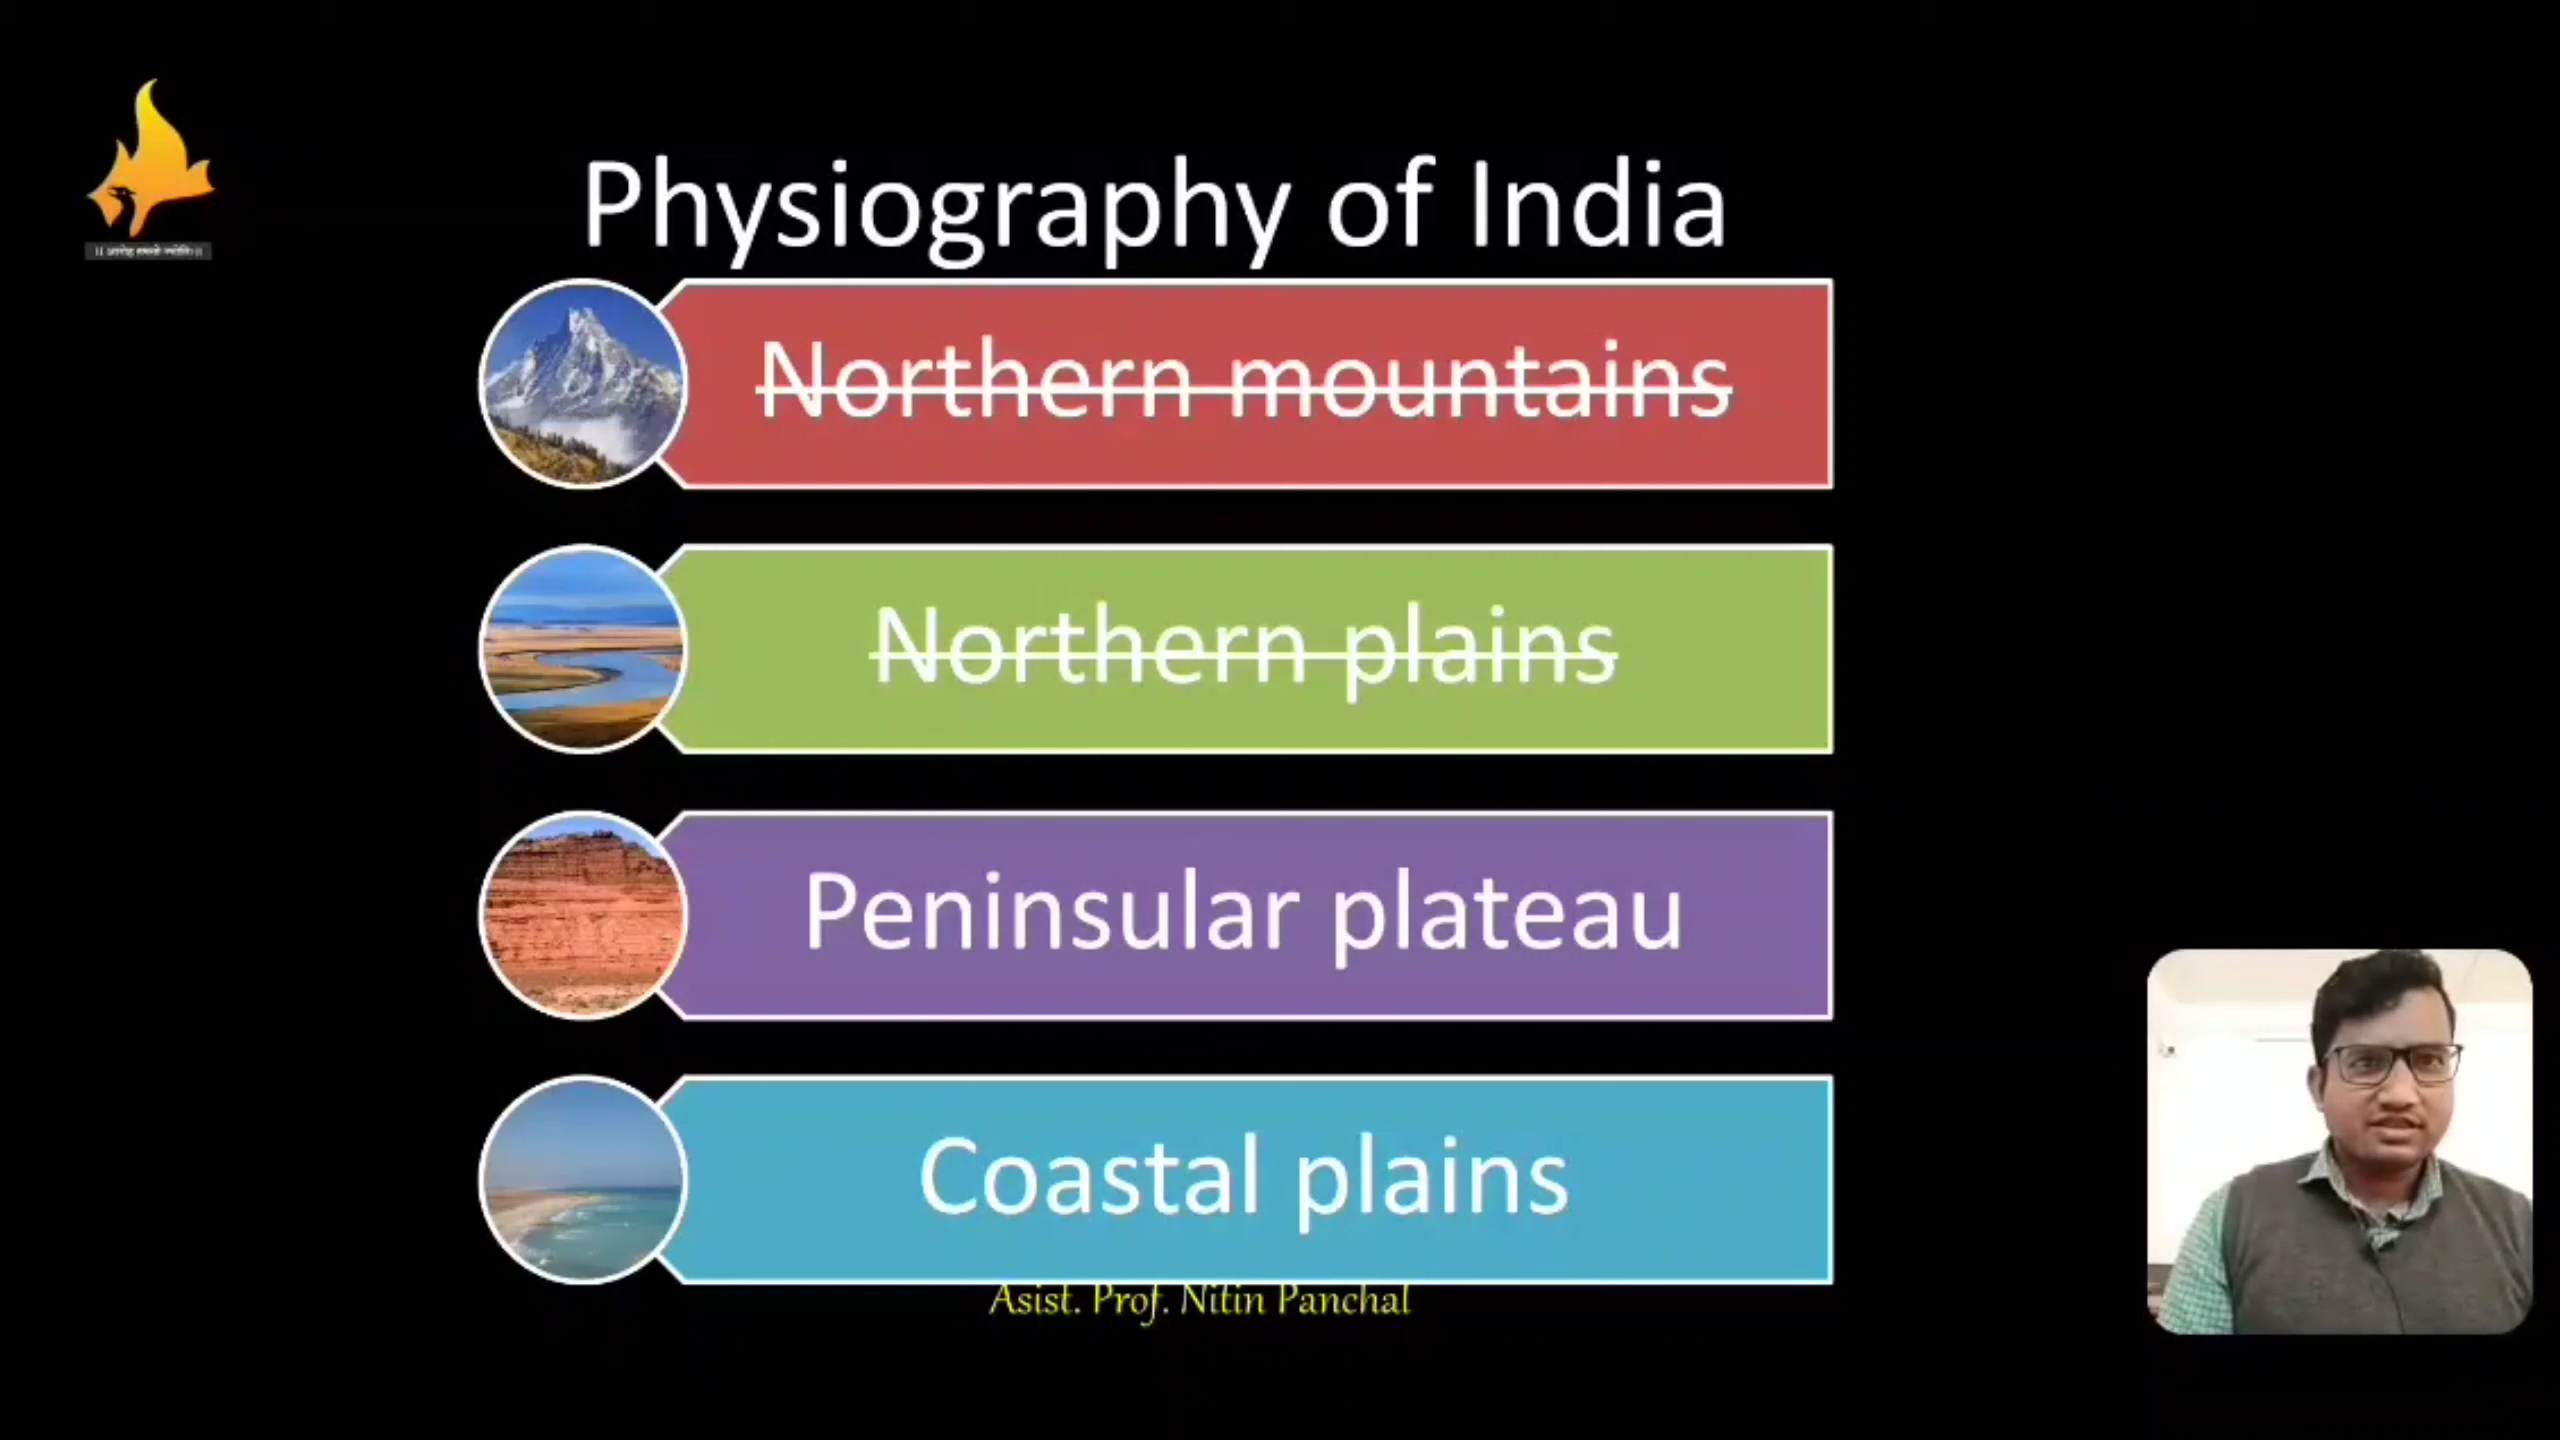 Physiography of India
Northern mountains
Northern plains
Peninsular plateau
Coastal plains
Asist. Prof. Nitin Panchal